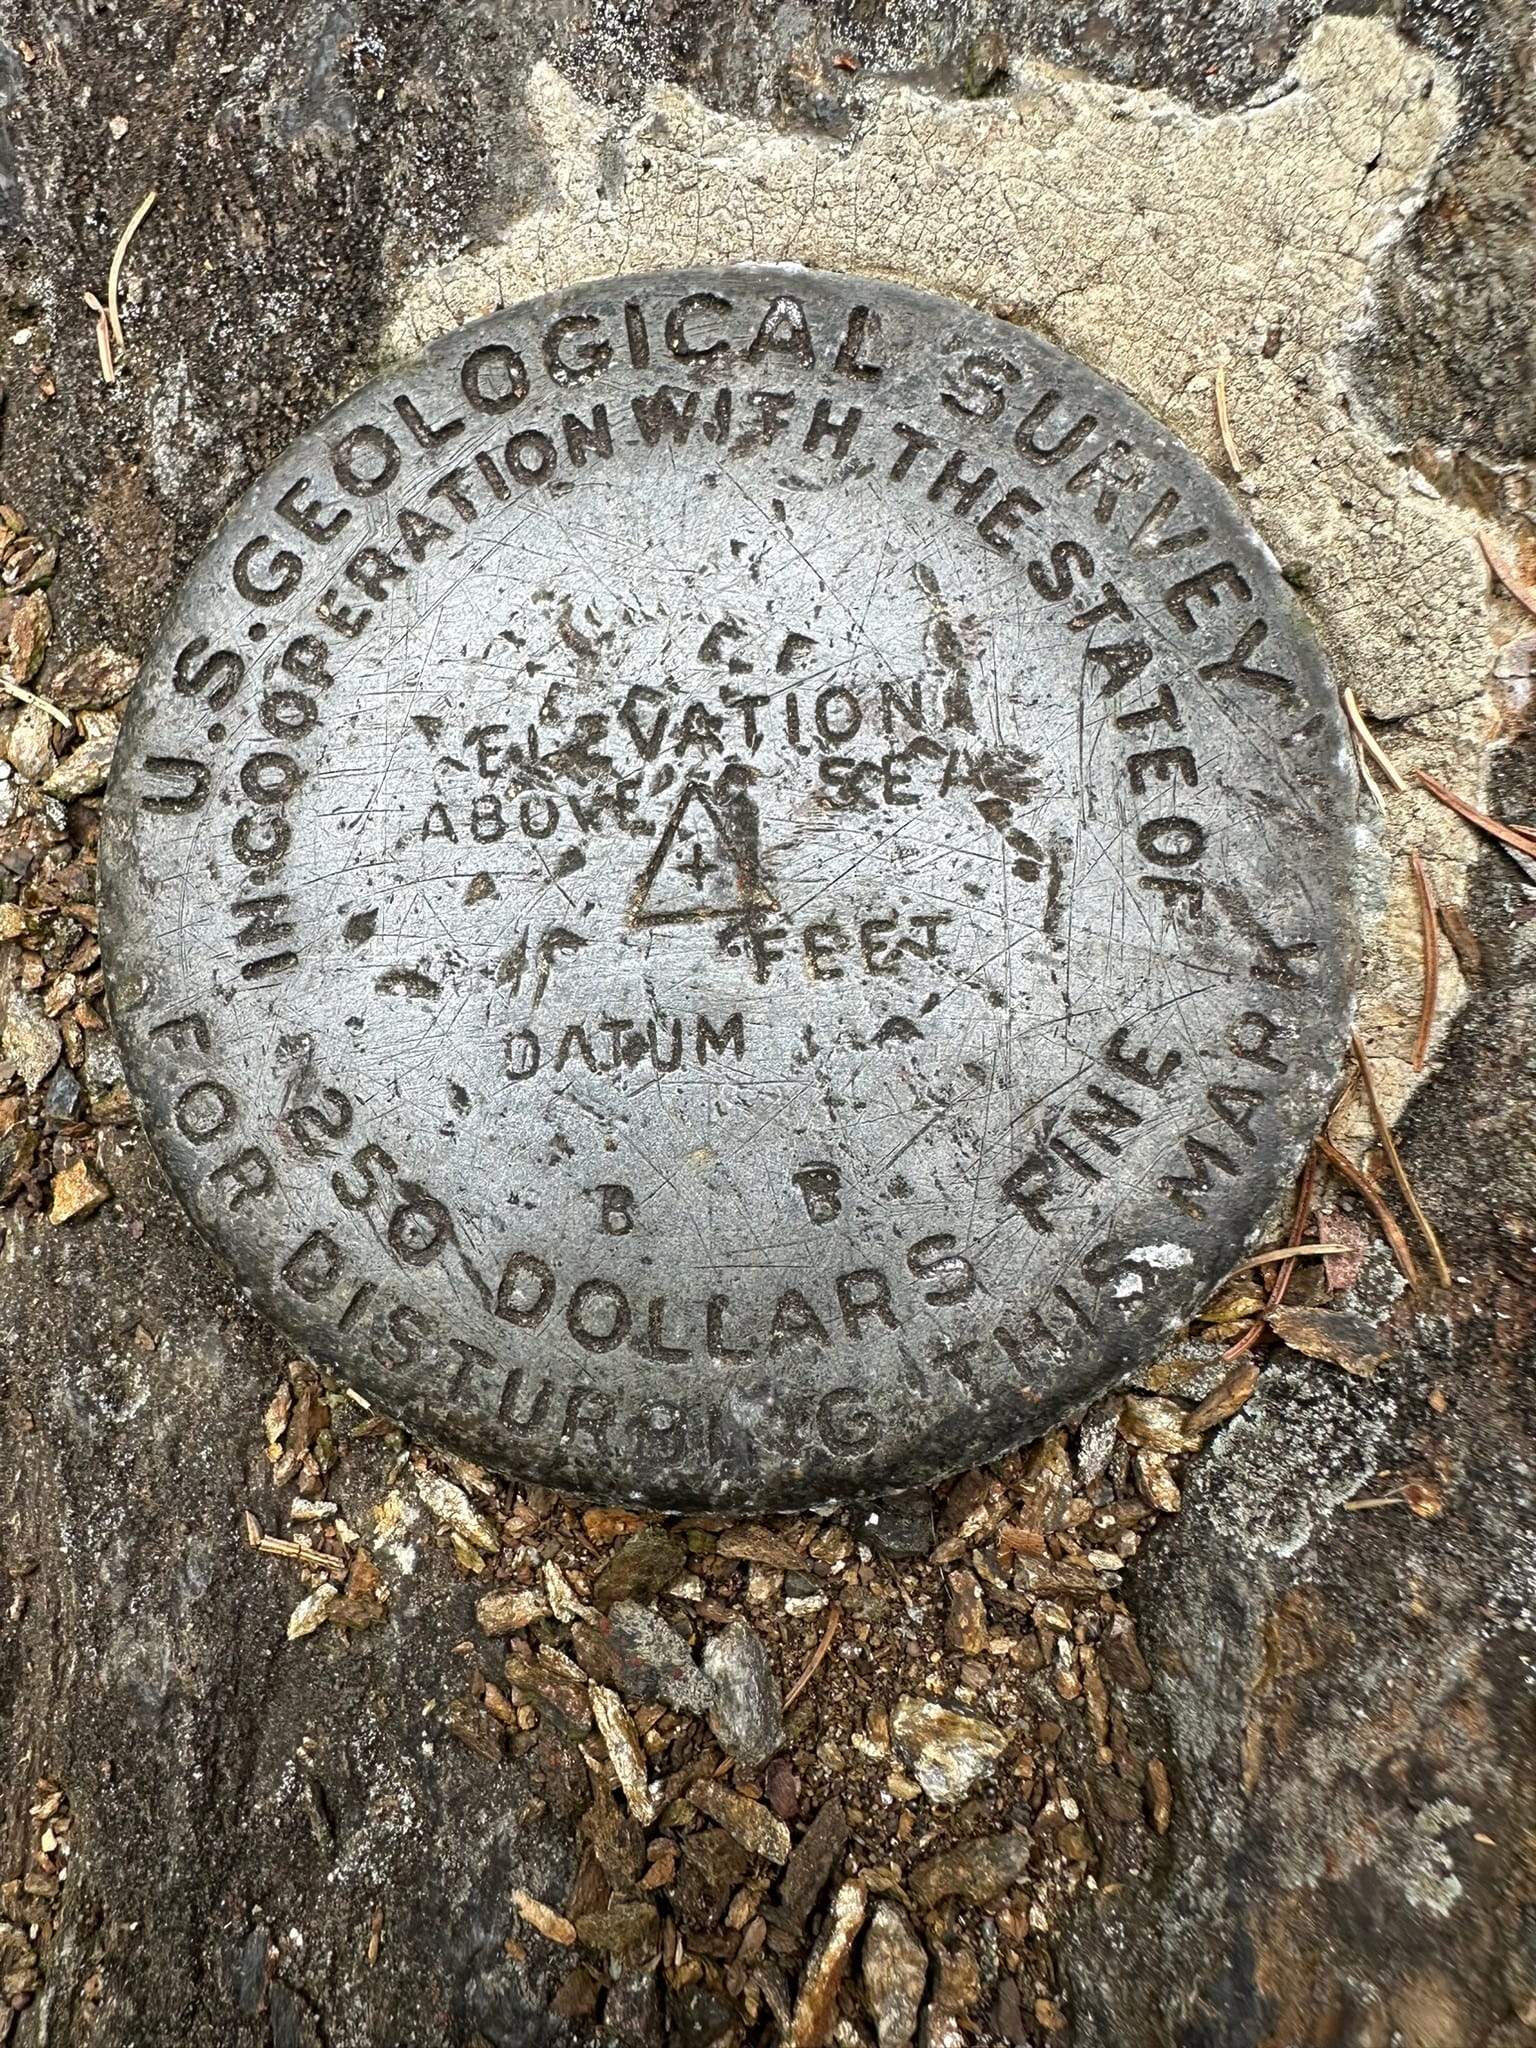 U.S. GEOLOGICAL SURVEY
IN COOPERATION WITH THE STATE OF
ELEVATION
ABOVE SEA
FEET
DATUM
B B
250 DOLLARS FINE
FOR DISTURBING THIS MARK